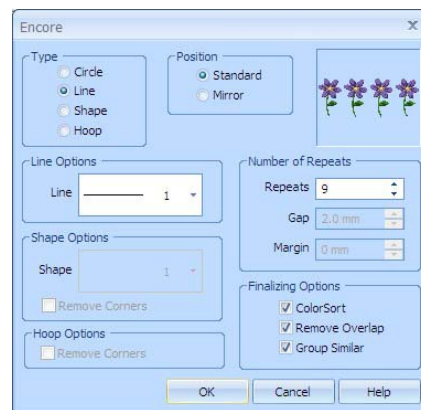 Encore
Type
Circle
Line
Shape
Hoop
Position
Standard
Mirror
Line Options
Line 1
Shape Options
Shape 1
Remove Corners
Hoop Options
Remove Corners
Number of Repeats
Repeats 9
Gap 2.0 mm
Margin 0 mm
Finalizing Options
ColorSort
Remove Overlap
Group Similar
OK Cancel Help